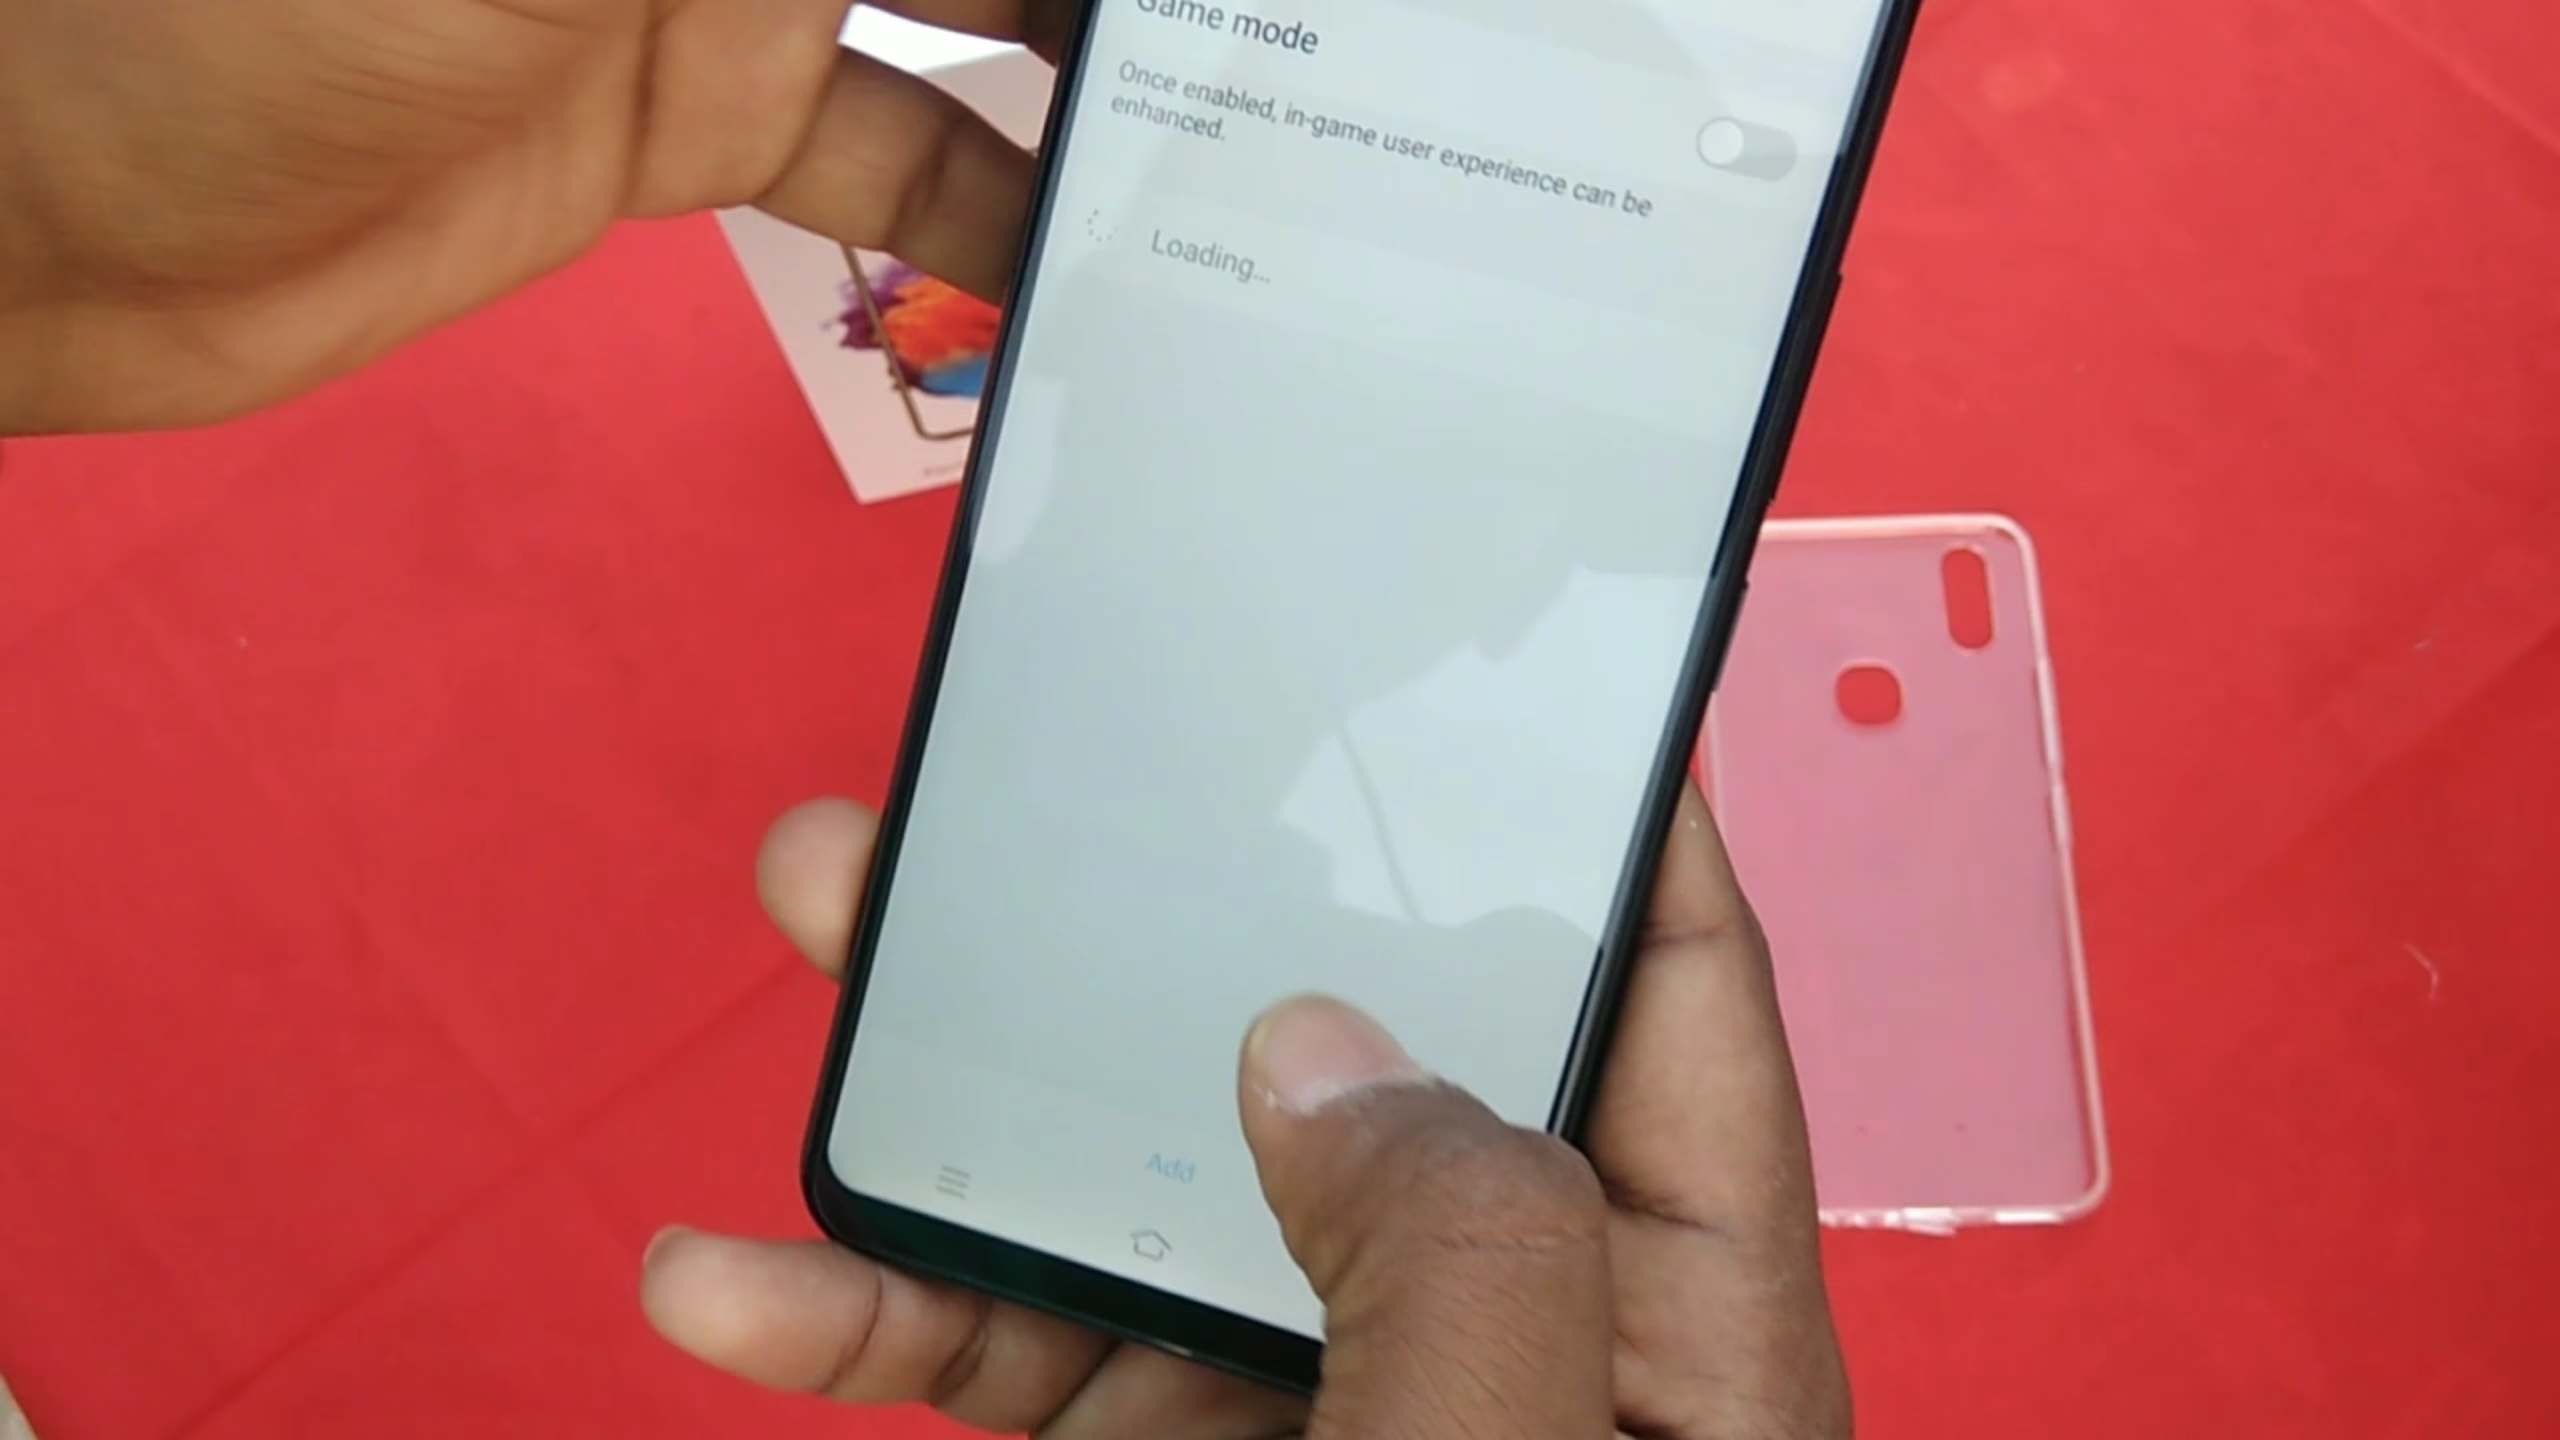 Game mode
Once enabled, in-game user experience can be
enhanced.
Loading...
Add